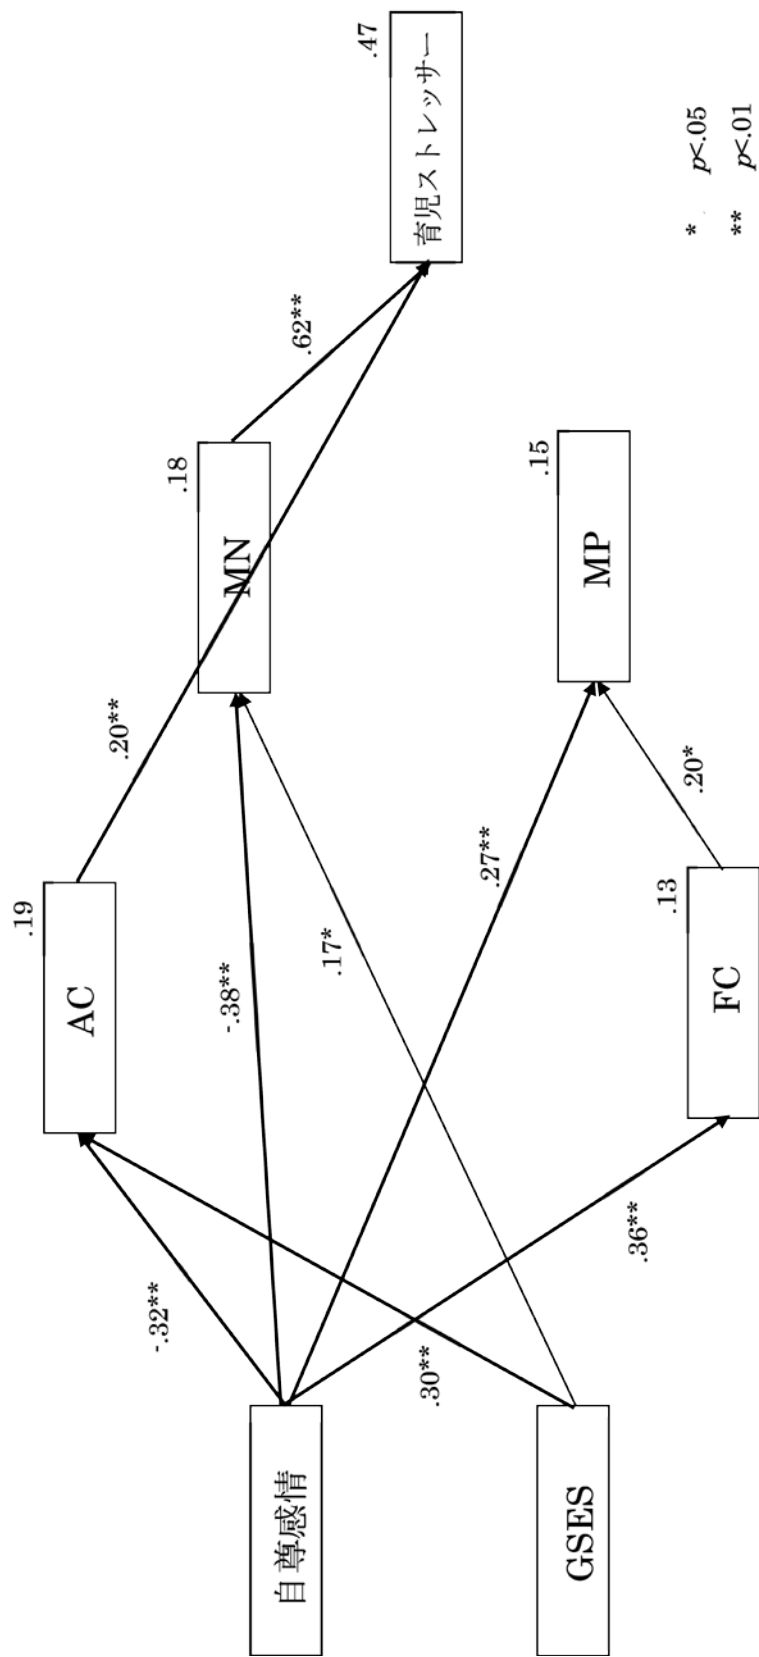 自尊感情
GSES
-.32**
.30**
-.38**
.17*
.27**
.36**
AC
.19
FC
.13
.20**
.20*
MN
.18
MP
.15
.62**
育児ストレッサー
.47
* p<.05
** p<.01